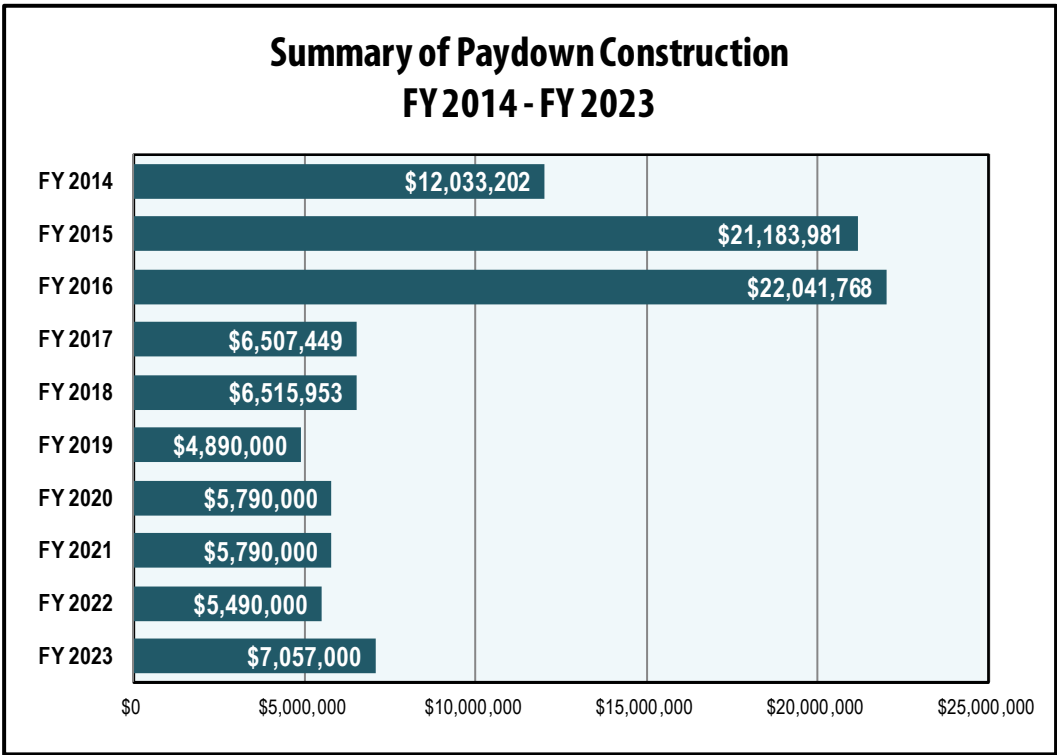 Summary of Paydown Construction
FY 2014 - FY 2023
FY 2014 $12,033,202
FY 2015 $21,183,981
FY 2016 $22,041,768
FY 2017 $6,507,449
FY 2018 $6,515,953
FY 2019 $4,890,000
FY 2020 $5,790,000
FY 2021 $5,790,000
FY 2022 $5,490,000
FY 2023 $7,057,000
$0 $5,000,000 $10,000,000 $15,000,000 $20,000,000 $25,000,000